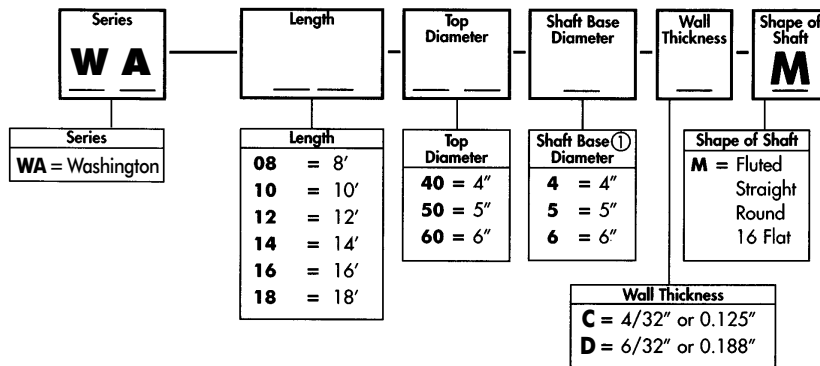 Series
Length
Top
Diameter
Shaft Base
Diameter
Wall
Thickness
Shape of
Shaft
W A
M
Series
WA = Washington
Length
08 = 8′
10 = 10′
12 = 12′
14 = 14′
16 = 16′
18 = 18′
Top
Diameter
40 = 4″
50 = 5″
60 = 6″
Shaft Base ①
Diameter
4 = 4″
5 = 5″
6 = 6″
Shape of Shaft
M = Fluted
Straight
Round
16 Flat
Wall Thickness
C = 4/32″ or 0.125″
D = 6/32″ or 0.188″